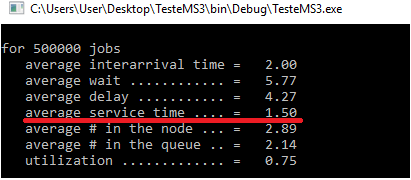 C:\Users\User\Desktop\TesteMS3\bin\Debug\TesteMS3.exe
for 500000 jobs
average interarrival time = 2.00
average wait ............ = 5.77
average delay ........... = 4.27
average service time .... = 1.50
average # in the node ... = 2.89
average # in the queue .. = 2.14
utilization ............. = 0.75